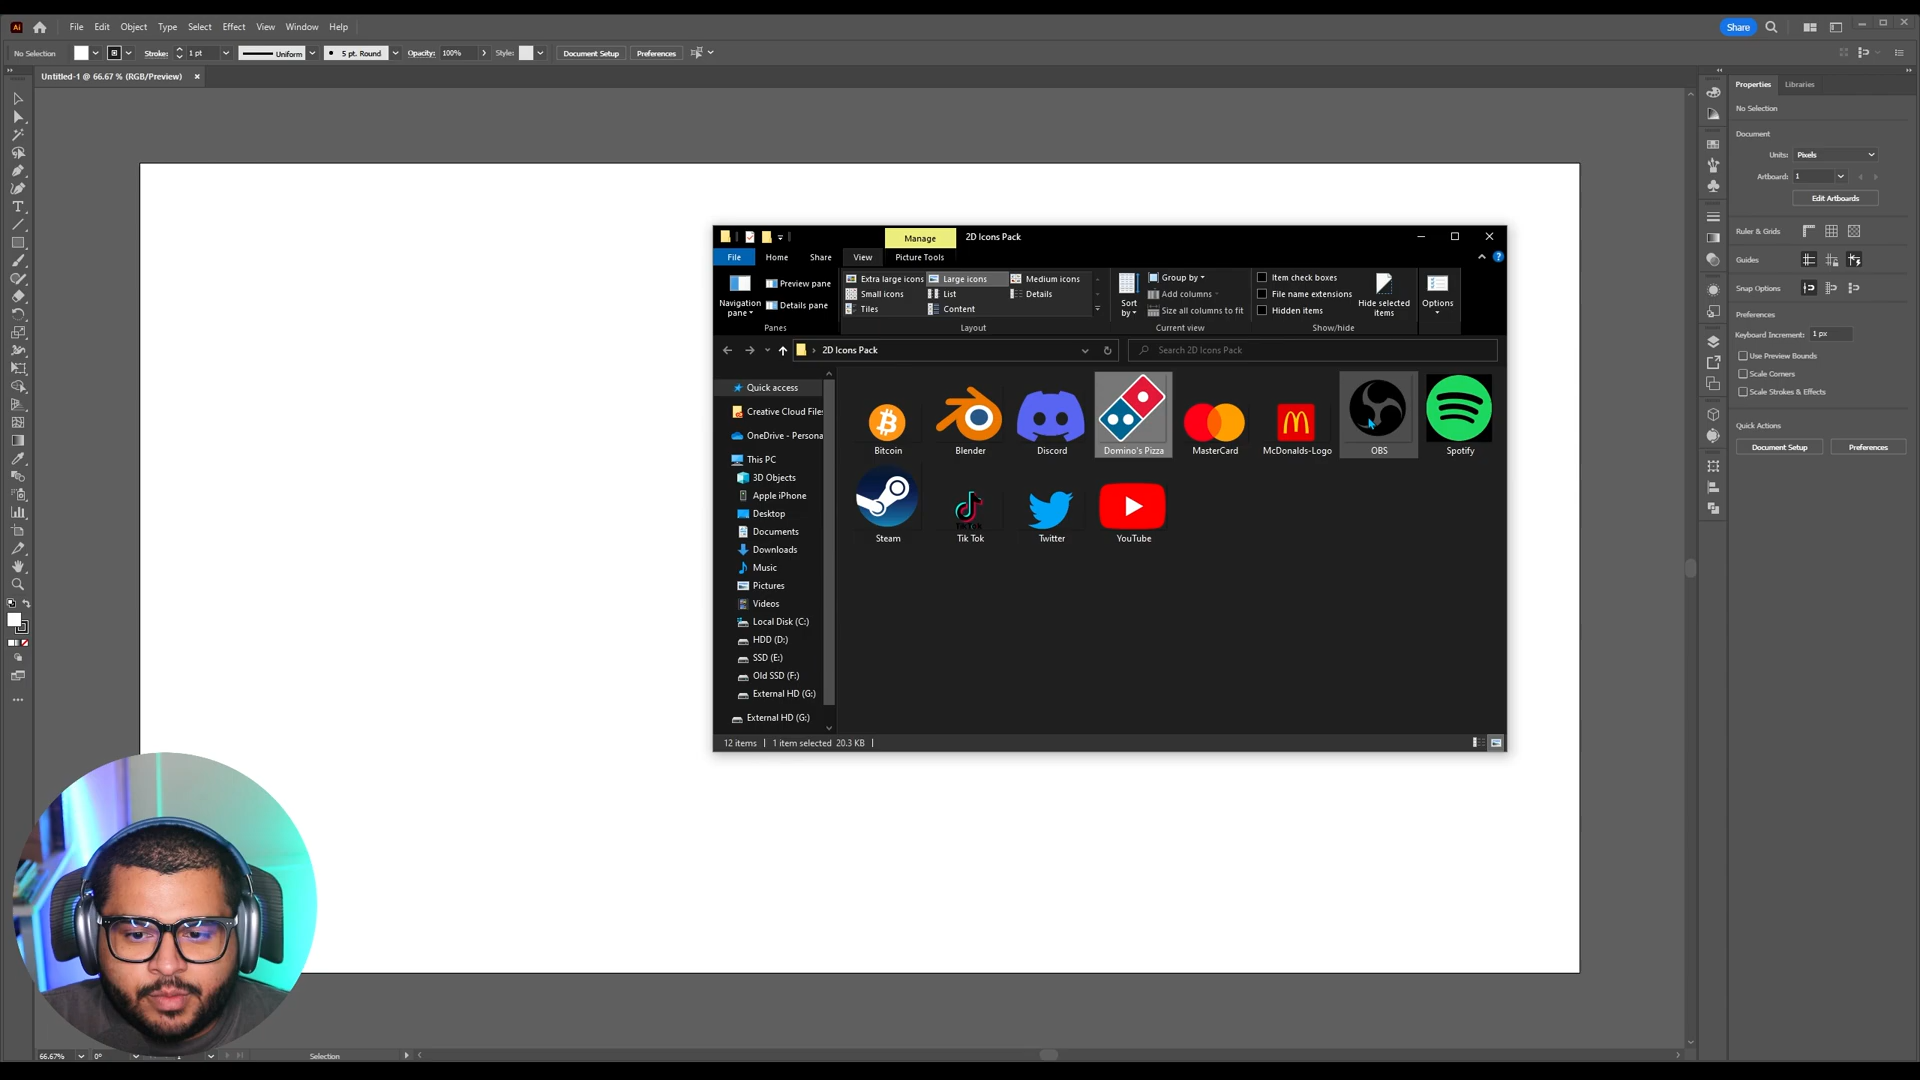 Ai File Edit Object Type Select Effect View Window Help Share
No Selection Stroke: 1 pt Uniform 5 pt. Round Opacity: 100% Style: Document Setup Preferences
Untitled-1 @ 66.67 % (RGB/Preview) ×
Properties Libraries
No Selection
Document
Units: Pixels
Artboard: 1
Edit Artboards
Ruler & Grids
Guides
Snap Options
Preferences
Keyboard Increment: 1 px
Use Preview Bounds
Scale Corners
Scale Strokes & Effects
Quick Actions
Document Setup Preferences
Manage 2D Icons Pack
File Home Share View Picture Tools
Navigation pane
Preview pane
Details pane
Panes
Extra large icons Large icons Medium icons
Small icons List Details
Tiles Content
Layout
Sort by
Group by
Add columns
Size all columns to fit
Current view
Item check boxes
File name extensions
Hidden items
Hide selected items
Show/hide
Options
2D Icons Pack
Search 2D Icons Pack
Quick access
Creative Cloud Files
OneDrive - Persona
This PC
3D Objects
Apple iPhone
Desktop
Documents
Downloads
Music
Pictures
Videos
Local Disk (C:)
HDD (D:)
SSD (E:)
Old SSD (F:)
External HD (G:)
External HD (G:)
Bitcoin Blender Discord Domino's Pizza MasterCard McDonalds-Logo OBS Spotify
Steam Tik Tok Twitter YouTube
12 items 1 item selected 20.3 KB
66.67% 0° Selection